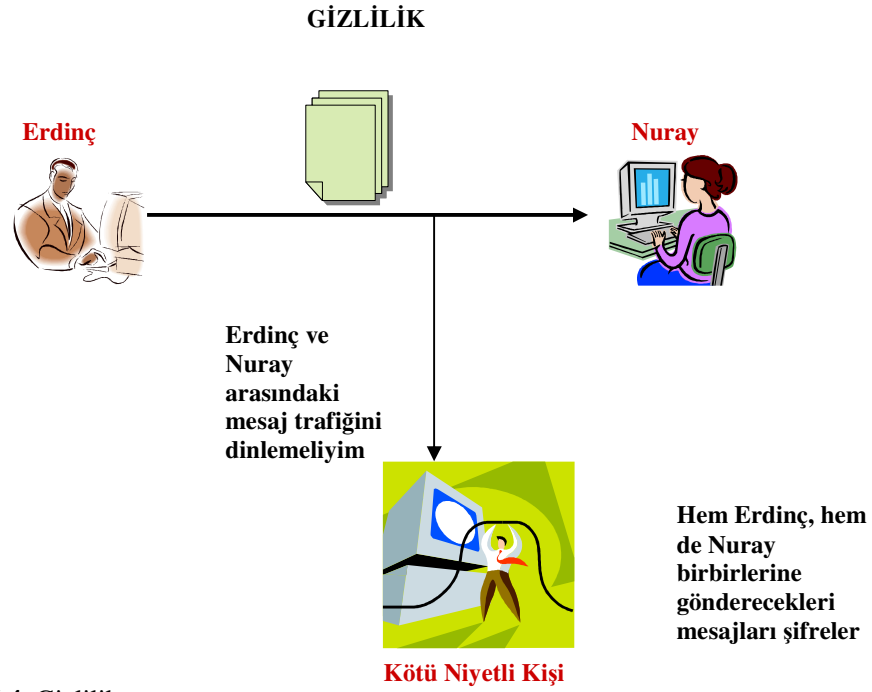 GİZLİLİK
Erdinç
Nuray
Erdinç ve
Nuray
arasındaki
mesaj trafiğini
dinlemeliyim
Hem Erdinç, hem
de Nuray
birbirlerine
gönderecekleri
mesajları şifreler
Kötü Niyetli Kişi